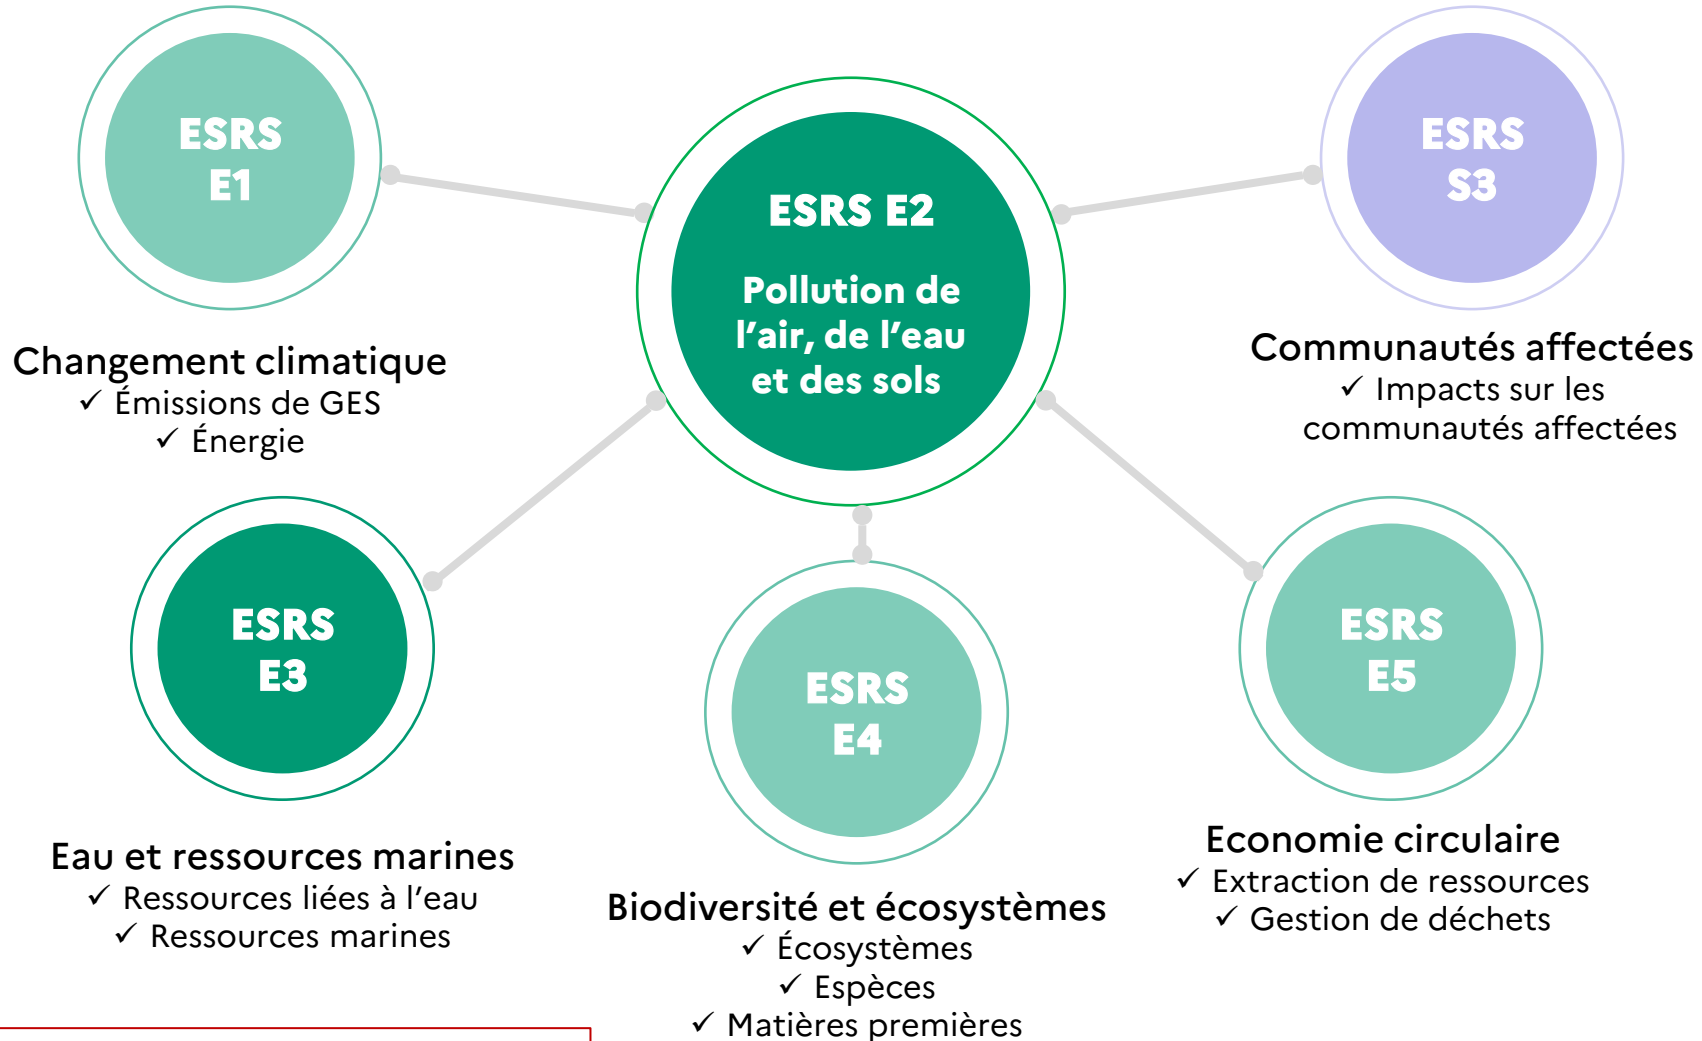 ESRS
E1
Changement climatique
✓ Émissions de GES
✓ Énergie
ESRS E2
Pollution de
l’air, de l’eau
et des sols
ESRS
S3
Communautés affectées
✓ Impacts sur les
communautés affectées
ESRS
E3
Eau et ressources marines
✓ Ressources liées à l’eau
✓ Ressources marines
ESRS
E4
Biodiversité et écosystèmes
✓ Écosystèmes
✓ Espèces
✓ Matières premières
ESRS
E5
Economie circulaire
✓ Extraction de ressources
✓ Gestion de déchets